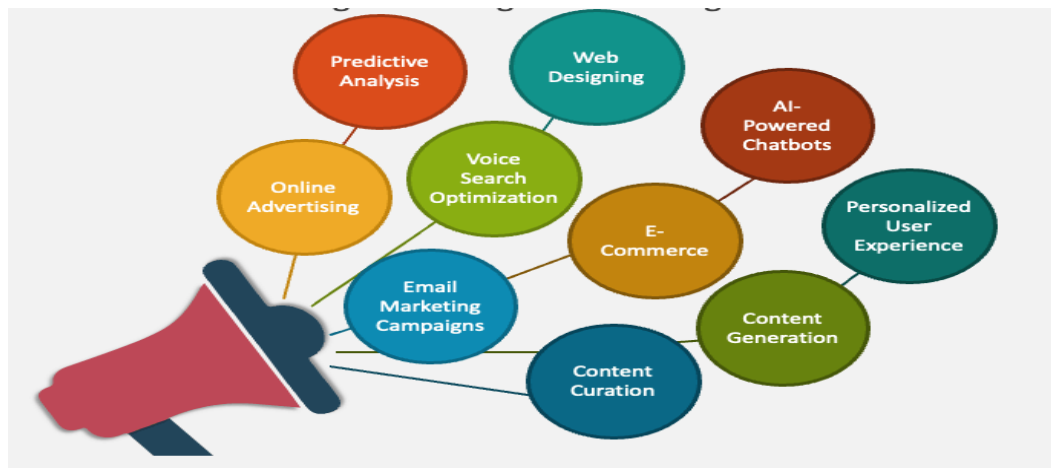 Predictive
Analysis
Web
Designing
AI-
Powered
Chatbots
Voice
Search
Optimization
Online
Advertising
E-
Commerce
Personalized
User
Experience
Email
Marketing
Campaigns
Content
Generation
Content
Curation